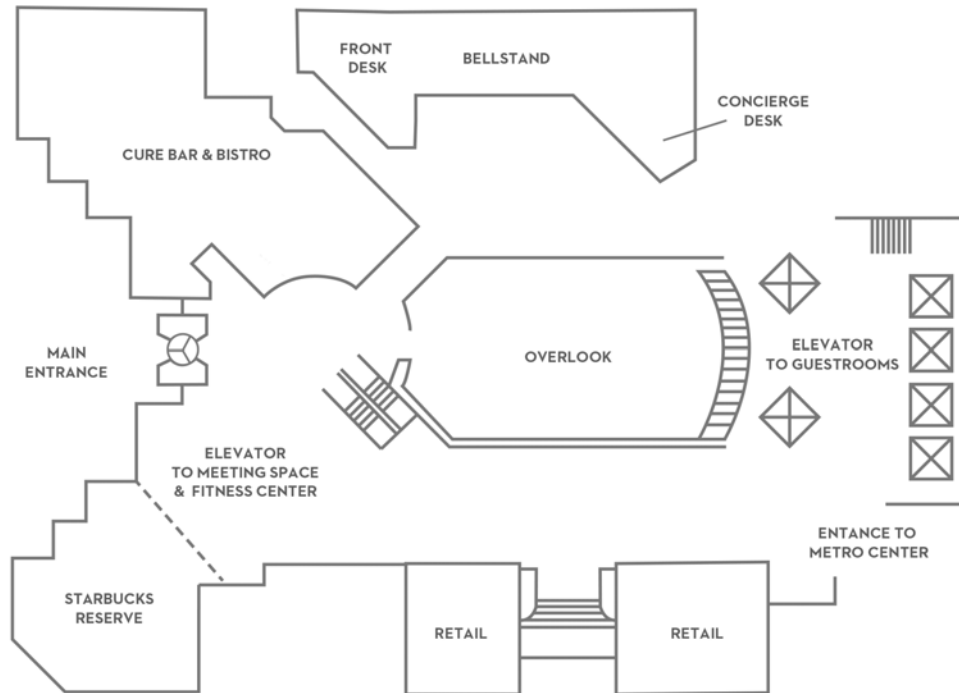 FRONT
DESK
BELLSTAND
CONCIERGE
DESK
CURE BAR & BISTRO
MAIN
ENTRANCE
OVERLOOK
ELEVATOR
TO GUESTROOMS
ELEVATOR
TO MEETING SPACE
& FITNESS CENTER
ENTANCE TO
METRO CENTER
STARBUCKS
RESERVE
RETAIL
RETAIL